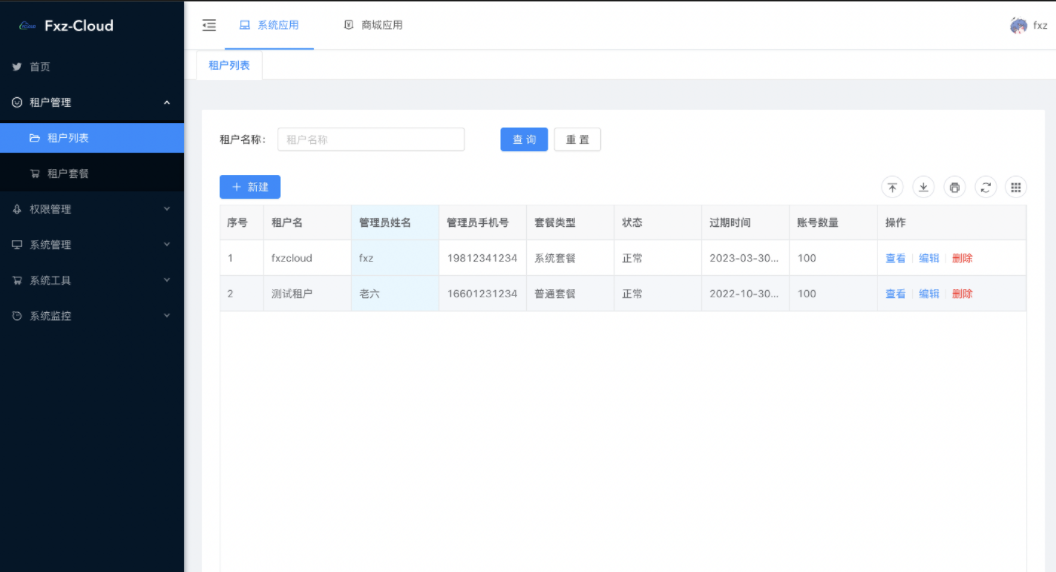 Fxz-Cloud
系统应用
商城应用
fxz
首页
租户管理
租户列表
租户套餐
权限管理
系统管理
系统工具
系统监控
租户列表
租户名称:
租户名称
查 询
重 置
+ 新建
序号 租户名 管理员姓名 管理员手机号 套餐类型 状态 过期时间 账号数量 操作
1 fxzcloud fxz 19812341234 系统套餐 正常 2023-03-30... 100 查看 编辑 删除
2 测试租户 老六 16601231234 普通套餐 正常 2022-10-30... 100 查看 编辑 删除